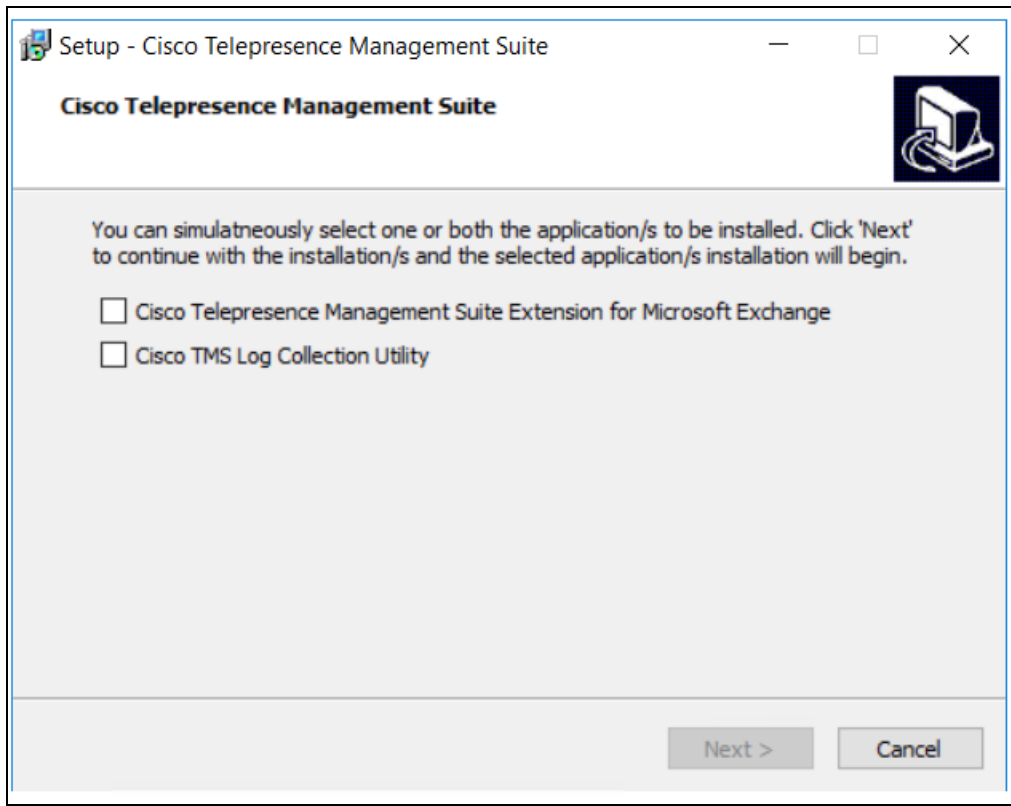 Setup - Cisco Telepresence Management Suite
Cisco Telepresence Management Suite
You can simulatneously select one or both the application/s to be installed. Click 'Next'
to continue with the installation/s and the selected application/s installation will begin.
Cisco Telepresence Management Suite Extension for Microsoft Exchange
Cisco TMS Log Collection Utility
Next >
Cancel